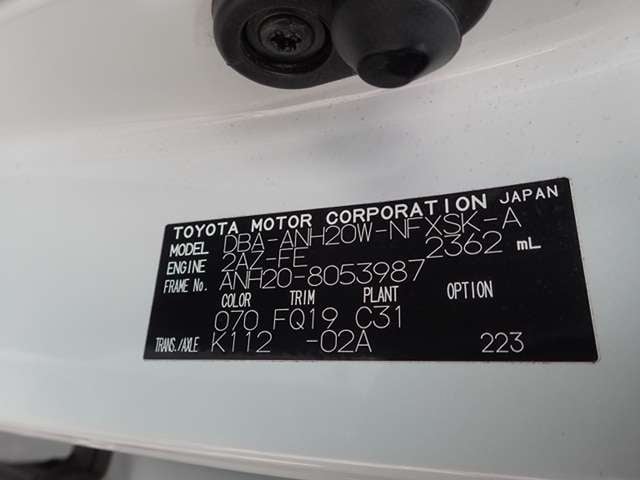 TOYOTA MOTOR CORPORATION JAPAN
MODEL DBA-ANH20W-NFXSK-A
ENGINE 2AZ-FE 2362 mL
FRAME No. ANH20-8053987
COLOR TRIM PLANT OPTION
070 FQ19 C31
TRANS./AXLE K112 -02A 223